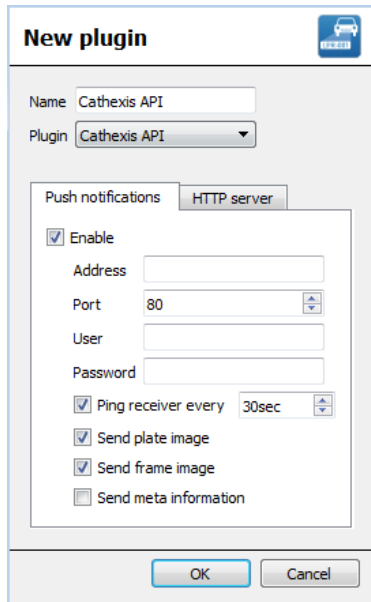 New plugin
Name Cathexis API
Plugin Cathexis API
Push notifications HTTP server
Enable
Address
Port 80
User
Password
Ping receiver every 30sec
Send plate image
Send frame image
Send meta information
OK Cancel